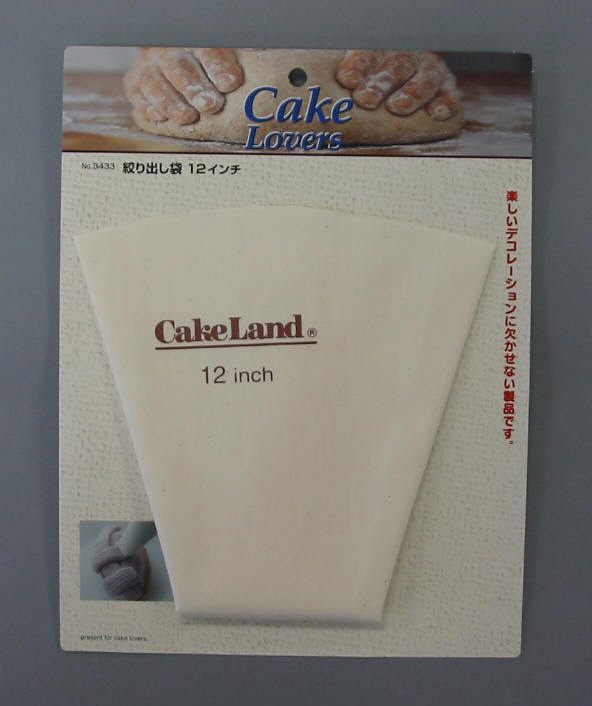 Cake
Lovers
No.3433 絞り出し袋 12インチ
楽しいデコレーションに欠かせない製品です。
CakeLand®
12 inch
present for cake lovers.